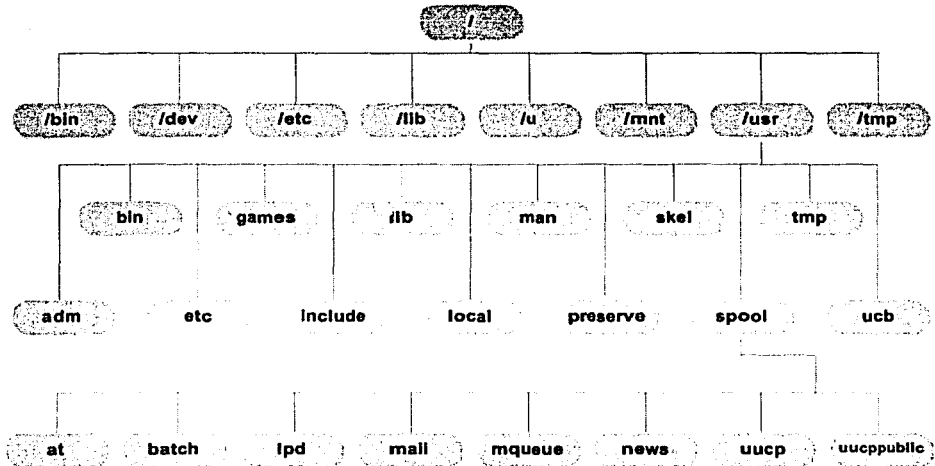 /
/bin /dev /etc /lib /u /mnt /usr /tmp
bin games lib man skel tmp
adm etc include local preserve spool ucb
at batch lpd mail mqueue news uucp uucppublic